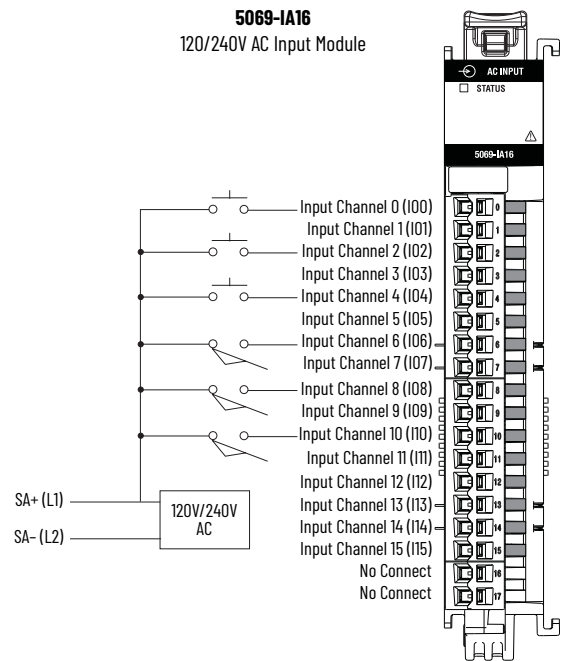 5069-IA16
120/240V AC Input Module
AC INPUT
STATUS
5069-IA16
Input Channel 0 (I00) 0
Input Channel 1 (I01) 1
Input Channel 2 (I02) 2
Input Channel 3 (I03) 3
Input Channel 4 (I04) 4
Input Channel 5 (I05) 5
Input Channel 6 (I06) 6
Input Channel 7 (I07) 7
Input Channel 8 (I08) 8
Input Channel 9 (I09) 9
Input Channel 10 (I10) 10
Input Channel 11 (I11) 11
Input Channel 12 (I12) 12
SA+ (L1)
120V/240V
AC
Input Channel 13 (I13) 13
SA- (L2)
Input Channel 14 (I14) 14
Input Channel 15 (I15) 15
No Connect 16
No Connect 17